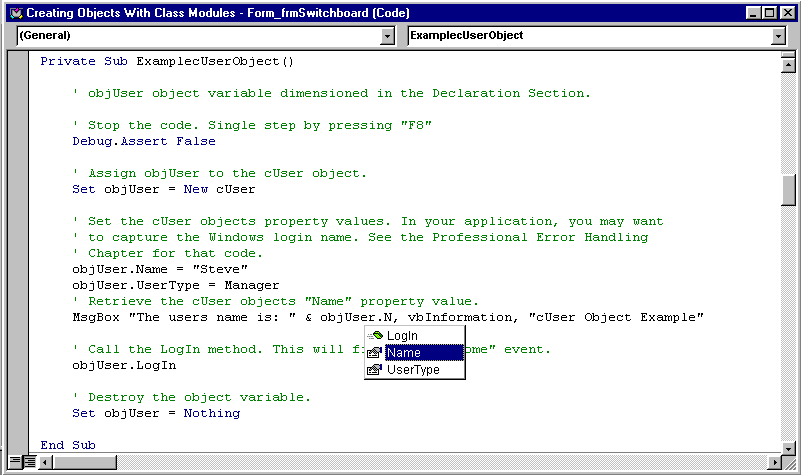 Creating Objects With Class Modules - Form_frmSwitchboard (Code)
(General) ExamplecUserObject
Private Sub ExamplecUserObject()
' objUser object variable dimensioned in the Declaration Section.
' Stop the code. Single step by pressing "F8"
Debug.Assert False
' Assign objUser to the cUser object.
Set objUser = New cUser
' Set the cUser objects property values. In your application, you may want
' to capture the Windows login name. See the Professional Error Handling
' Chapter for that code.
objUser.Name = "Steve"
objUser.UserType = Manager
' Retrieve the cUser objects "Name" property value.
MsgBox "The users name is: " & objUser.N, vbInformation, "cUser Object Example"
LogIn
' Call the LogIn method. This will fi ome" event.
Name
objUser.LogIn
UserType
' Destroy the object variable.
Set objUser = Nothing
End Sub